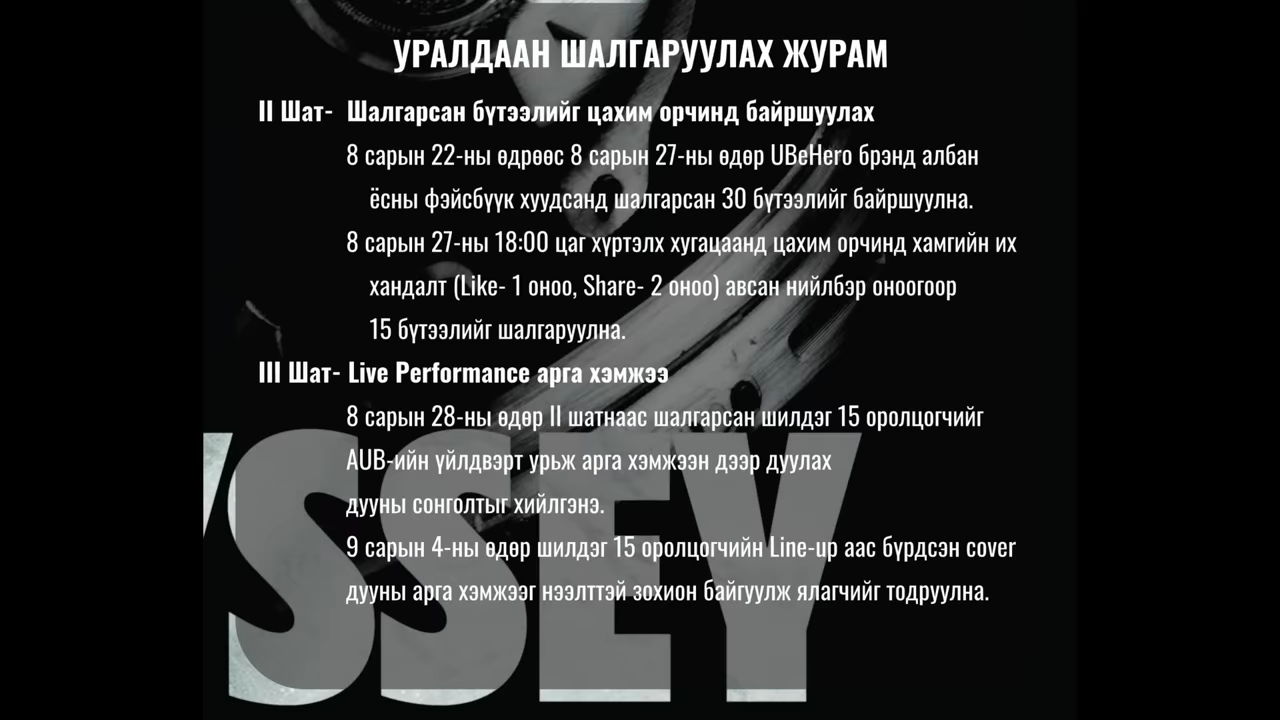 УРАЛДААН ШАЛГАРУУЛАХ ЖУРАМ
II Шат- Шалгарсан бүтээлийг цахим орчинд байршуулах
8 сарын 22-ны өдрөөс 8 сарын 27-ны өдөр UBeHero брэнд албан
ёсны фэйсбүүк хуудсанд шалгарсан 30 бүтээлийг байршуулна.
8 сарын 27-ны 18:00 цаг хүртэлх хугацаанд цахим орчинд хамгийн их
хандалт (Like- 1 оноо, Share- 2 оноо) авсан нийлбэр оноогоор
15 бүтээлийг шалгаруулна.
III Шат- Live Performance арга хэмжээ
8 сарын 28-ны өдөр II шатнаас шалгарсан шилдэг 15 оролцогчийг
AUB-ийн үйлдвэрт урьж арга хэмжээн дээр дуулах
дууны сонголтыг хийлгэнэ.
9 сарын 4-ны өдөр шилдэг 15 оролцогчийн Line-up аас бүрдсэн cover
дууны арга хэмжээг нээлттэй зохион байгуулж ялагчийг тодруулна.
YSSEY